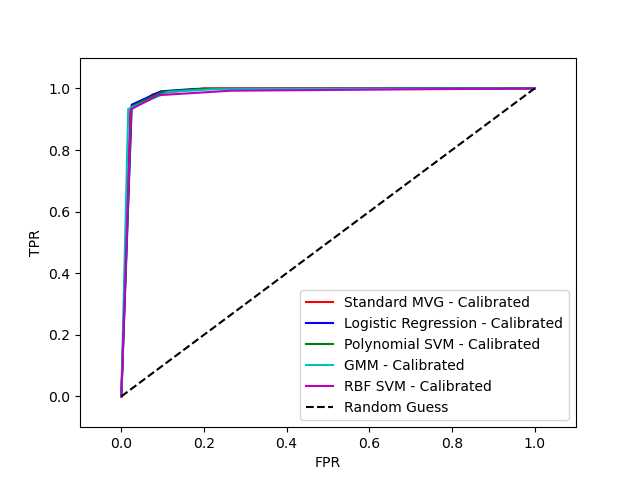 1.0
0.8
0.6
0.4
0.2
0.0
TPR
0.0 0.2 0.4 0.6 0.8 1.0
FPR
Standard MVG - Calibrated
Logistic Regression - Calibrated
Polynomial SVM - Calibrated
GMM - Calibrated
RBF SVM - Calibrated
Random Guess